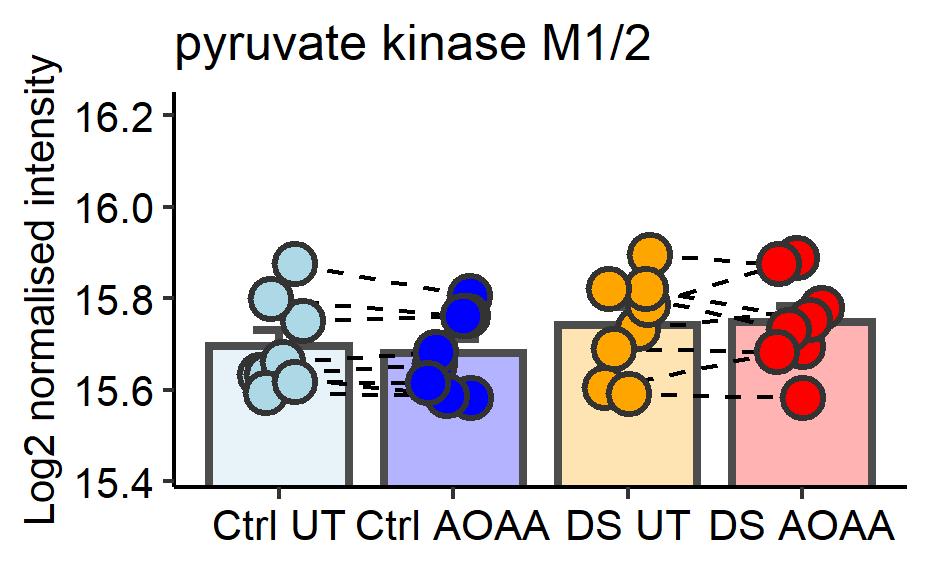 pyruvate kinase M1/2
Log2 normalised intensity
16.2
16.0
15.8
15.6
15.4
Ctrl UT Ctrl AOAA DS UT DS AOAA